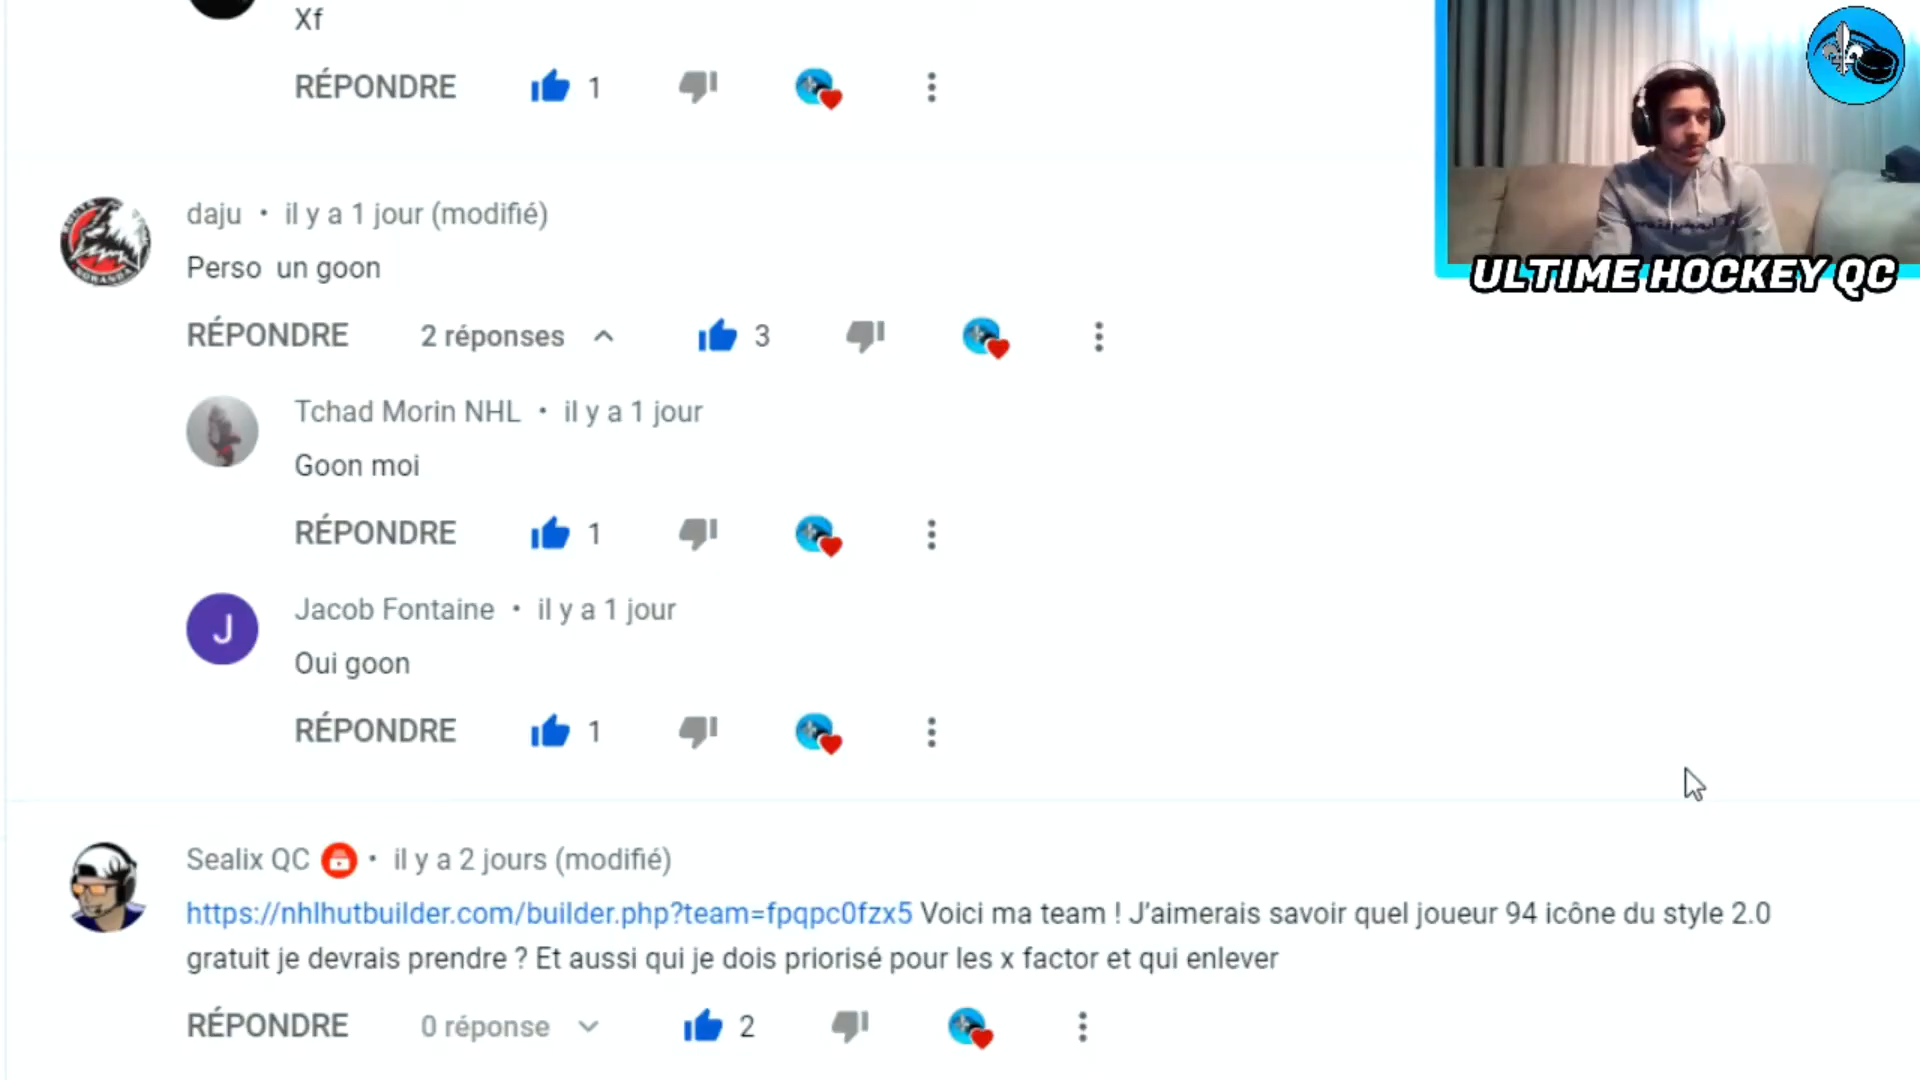 Xf
RÉPONDRE 1
daju • il y a 1 jour (modifié)
Perso un goon
RÉPONDRE 2 réponses 3
Tchad Morin NHL • il y a 1 jour
Goon moi
RÉPONDRE 1
J
Jacob Fontaine • il y a 1 jour
Oui goon
RÉPONDRE 1
Sealix QC • il y a 2 jours (modifié)
https://nhlhutbuilder.com/builder.php?team=fpqpc0fzx5 Voici ma team ! J'aimerais savoir quel joueur 94 icône du style 2.0
gratuit je devrais prendre ? Et aussi qui je dois priorisé pour les x factor et qui enlever
RÉPONDRE 0 réponse 2
ULTIME HOCKEY QC